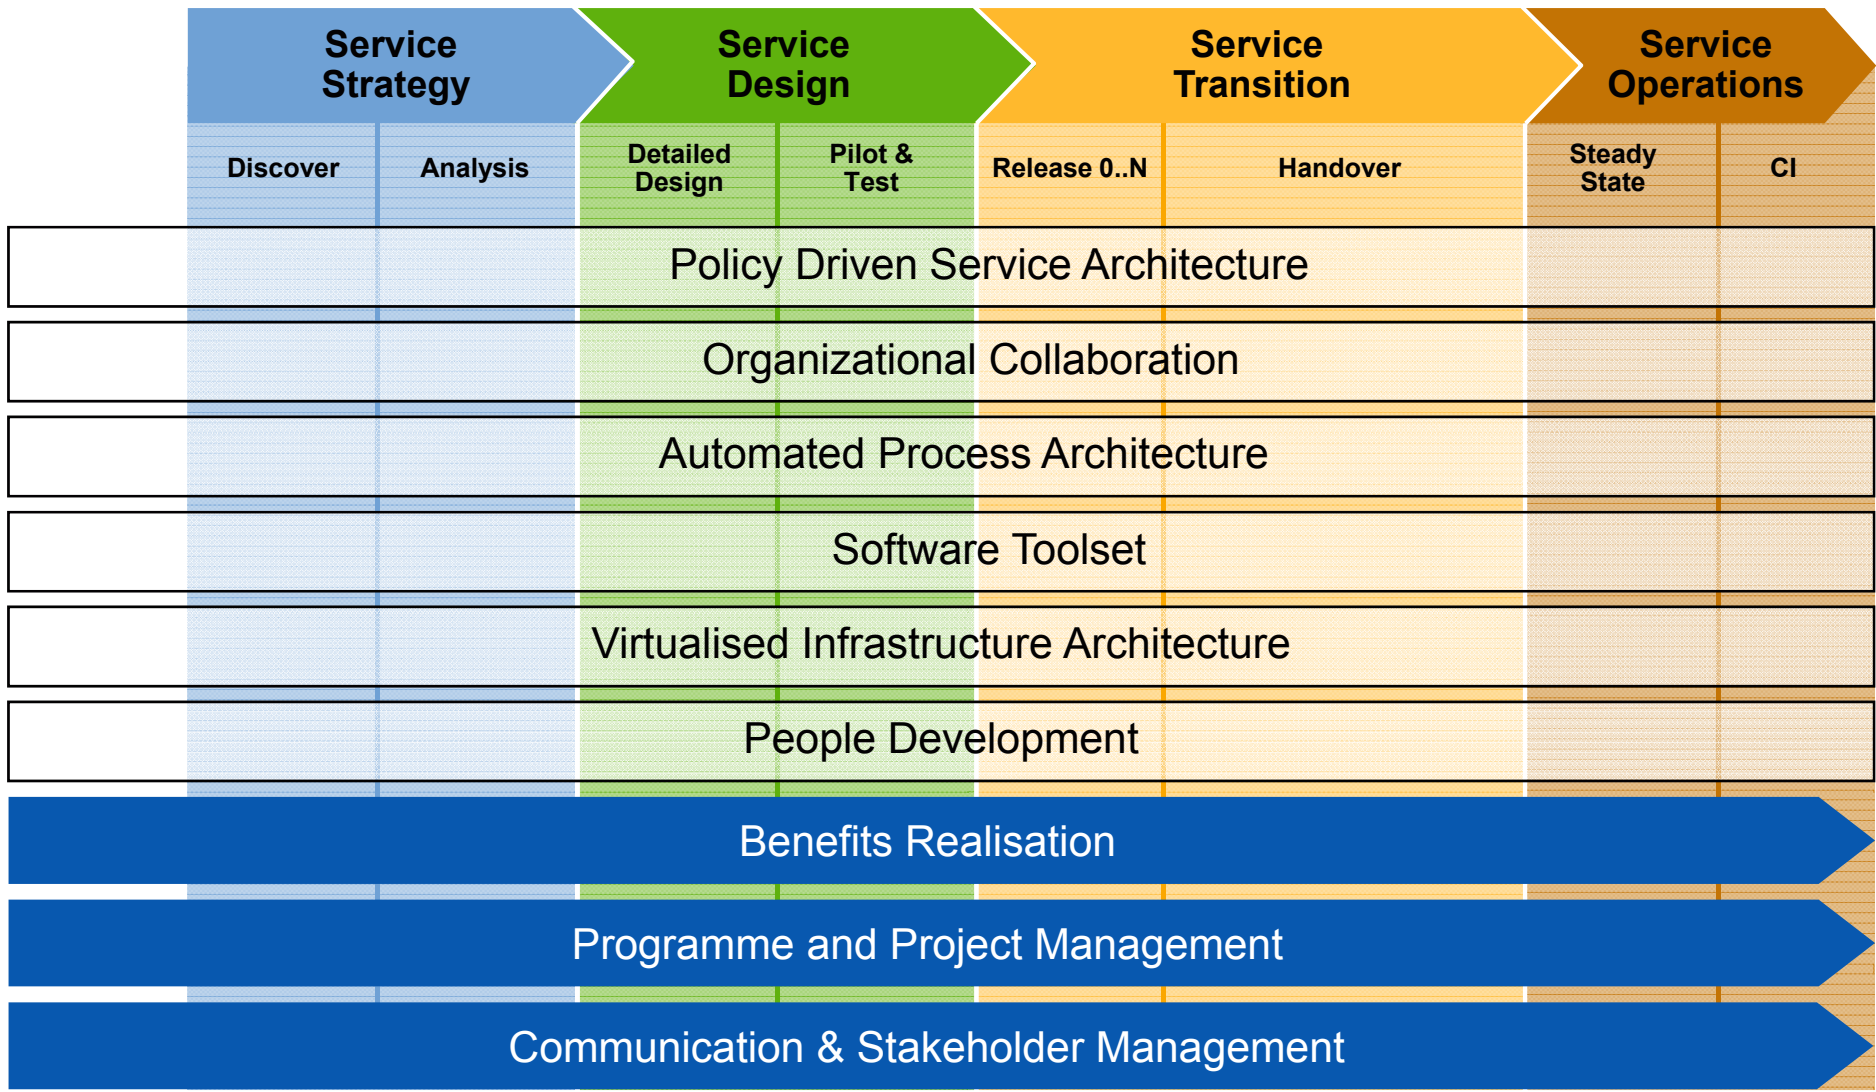 Service
Strategy
Service
Design
Service
Transition
Service
Operations
Discover
Analysis
Detailed
Design
Pilot &
Test
Release 0..N
Handover
Steady
State
CI
Policy Driven Service Architecture
Organizational Collaboration
Automated Process Architecture
Software Toolset
Virtualised Infrastructure Architecture
People Development
Benefits Realisation
Programme and Project Management
Communication & Stakeholder Management